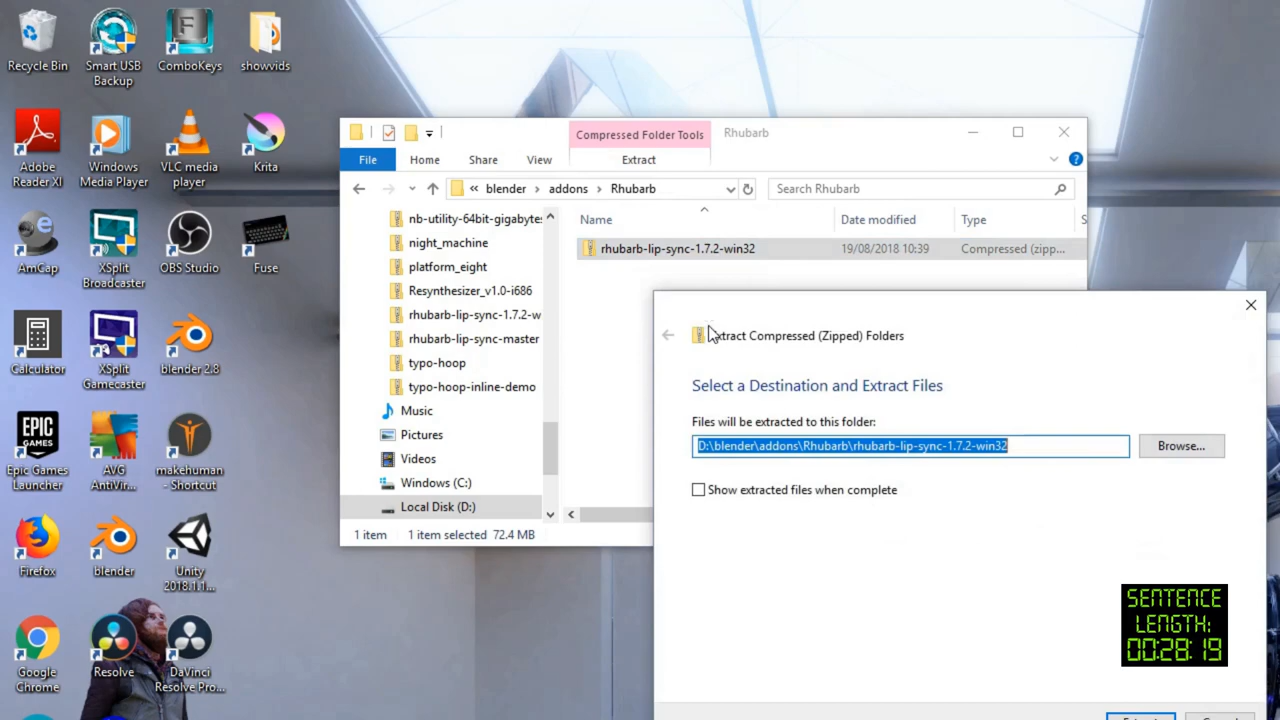 Recycle Bin
Smart USB
Backup
ComboKeys
showvids
Adobe
Reader XI
Windows
Media Player
VLC media
player
Krita
AmCap
XSplit
Broadcaster
OBS Studio
Fuse
Calculator
XSplit
Gamecaster
blender 2.8
EPIC
GAMES
Epic Games
Launcher
AVG
AntiVir...
makehuman
- Shortcut
Firefox
blender
Unity
2018.1.1...
Google
Chrome
Resolve
DaVinci
Resolve Pro...
Compressed Folder Tools
Rhubarb
File
Home
Share
View
Extract
« blender › addons › Rhubarb
Search Rhubarb
nb-utility-64bit-gigabytes
night_machine
platform_eight
Resynthesizer_v1.0-i686
rhubarb-lip-sync-1.7.2-w
rhubarb-lip-sync-master
typo-hoop
typo-hoop-inline-demo
Music
Pictures
Videos
Windows (C:)
Local Disk (D:)
Name
Date modified
Type
S
rhubarb-lip-sync-1.7.2-win32
19/08/2018 10:39
Compressed (zipp...
1 item
1 item selected 72.4 MB
Extract Compressed (Zipped) Folders
Select a Destination and Extract Files
Files will be extracted to this folder:
D:\blender\addons\Rhubarb\rhubarb-lip-sync-1.7.2-win32
Browse...
Show extracted files when complete
SENTENCE
LENGTH:
00:28:19